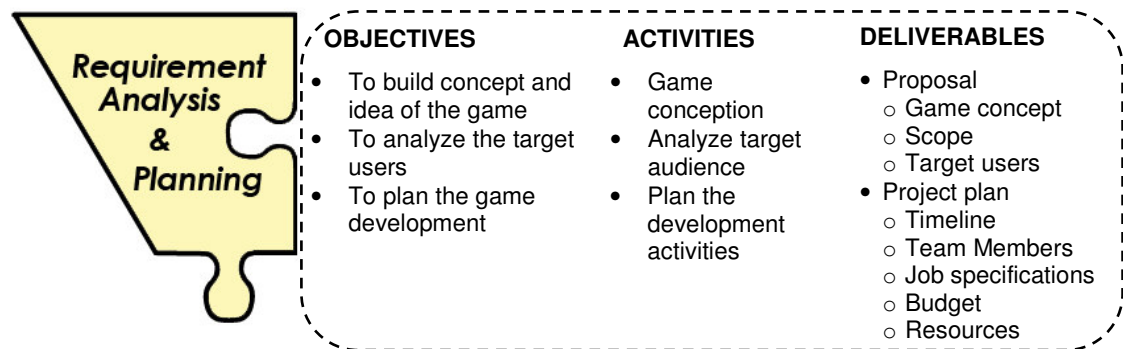 Requirement
Analysis
&
Planning
OBJECTIVES
• To build concept and
idea of the game
• To analyze the target
users
• To plan the game
development
ACTIVITIES
• Game
conception
• Analyze target
audience
• Plan the
development
activities
DELIVERABLES
• Proposal
o Game concept
o Scope
o Target users
• Project plan
o Timeline
o Team Members
o Job specifications
o Budget
o Resources